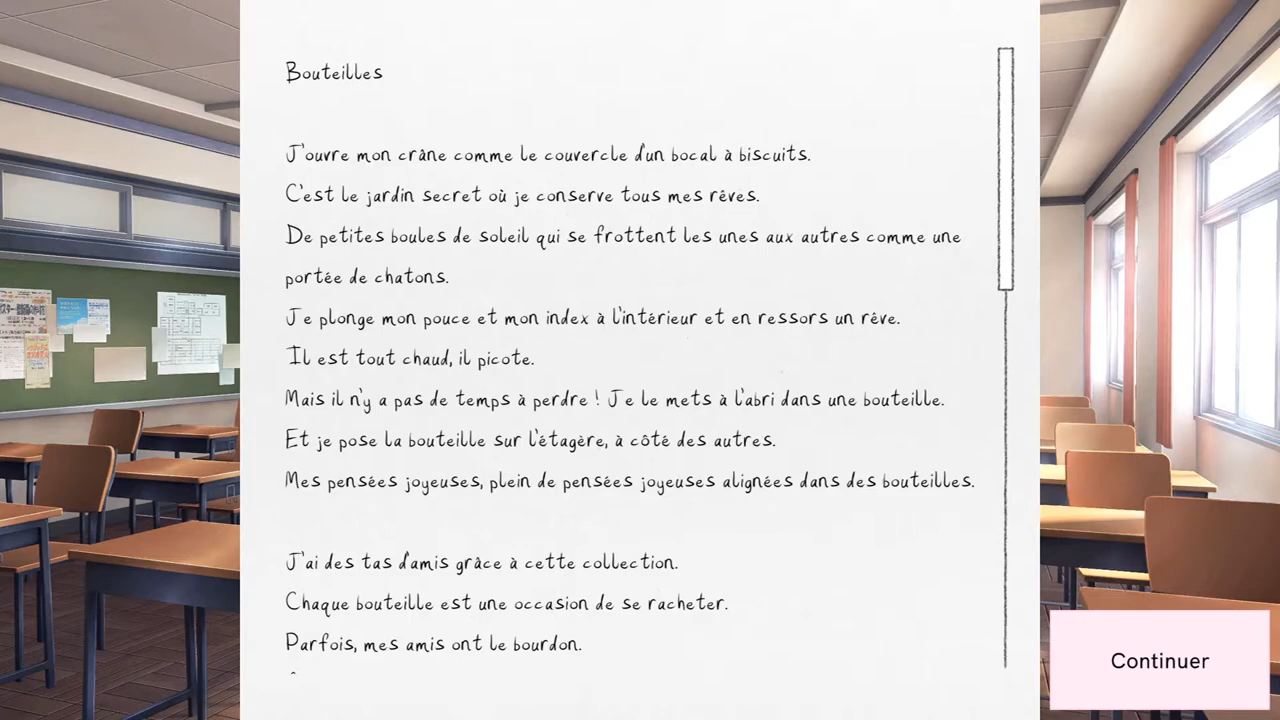 Bouteilles
J'ouvre mon crâne comme le couvercle d'un bocal à biscuits.
C'est le jardin secret où je conserve tous mes rêves.
De petites boules de soleil qui se frottent les unes aux autres comme une
portée de chatons.
Je plonge mon pouce et mon index à l'intérieur et en ressors un rêve.
Il est tout chaud, il picote.
Mais il n'y a pas de temps à perdre ! Je le mets à l'abri dans une bouteille.
Et je pose la bouteille sur l'étagère, à côté des autres.
Mes pensées joyeuses, plein de pensées joyeuses alignées dans des bouteilles.
J'ai des tas d'amis grâce à cette collection.
Chaque bouteille est une occasion de se racheter.
Parfois, mes amis ont le bourdon.
Continuer